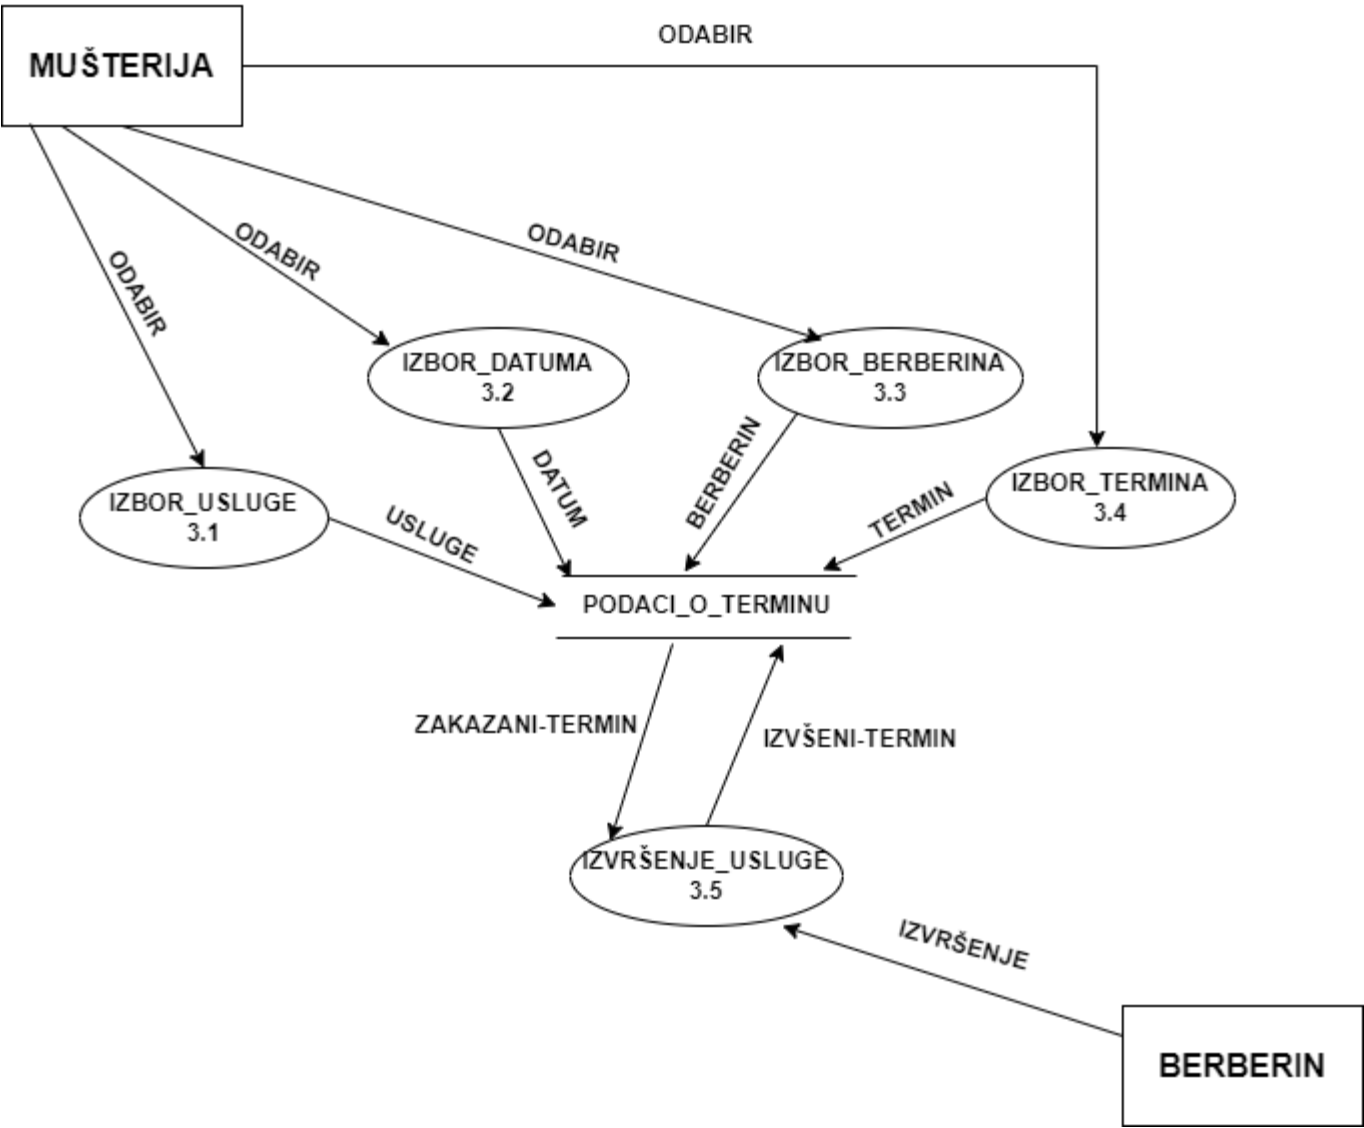 ODABIR
MUŠTERIJA
ODABIR
ODABIR
ODABIR
IZBOR_DATUMA
3.2
IZBOR_BERBERINA
3.3
IZBOR_USLUGE
3.1
IZBOR_TERMINA
3.4
USLUGE
DATUM
BERBERIN
TERMIN
PODACI_O_TERMINU
ZAKAZANI-TERMIN
IZVŠENI-TERMIN
IZVRŠENJE_USLUGE
3.5
IZVRŠENJE
BERBERIN